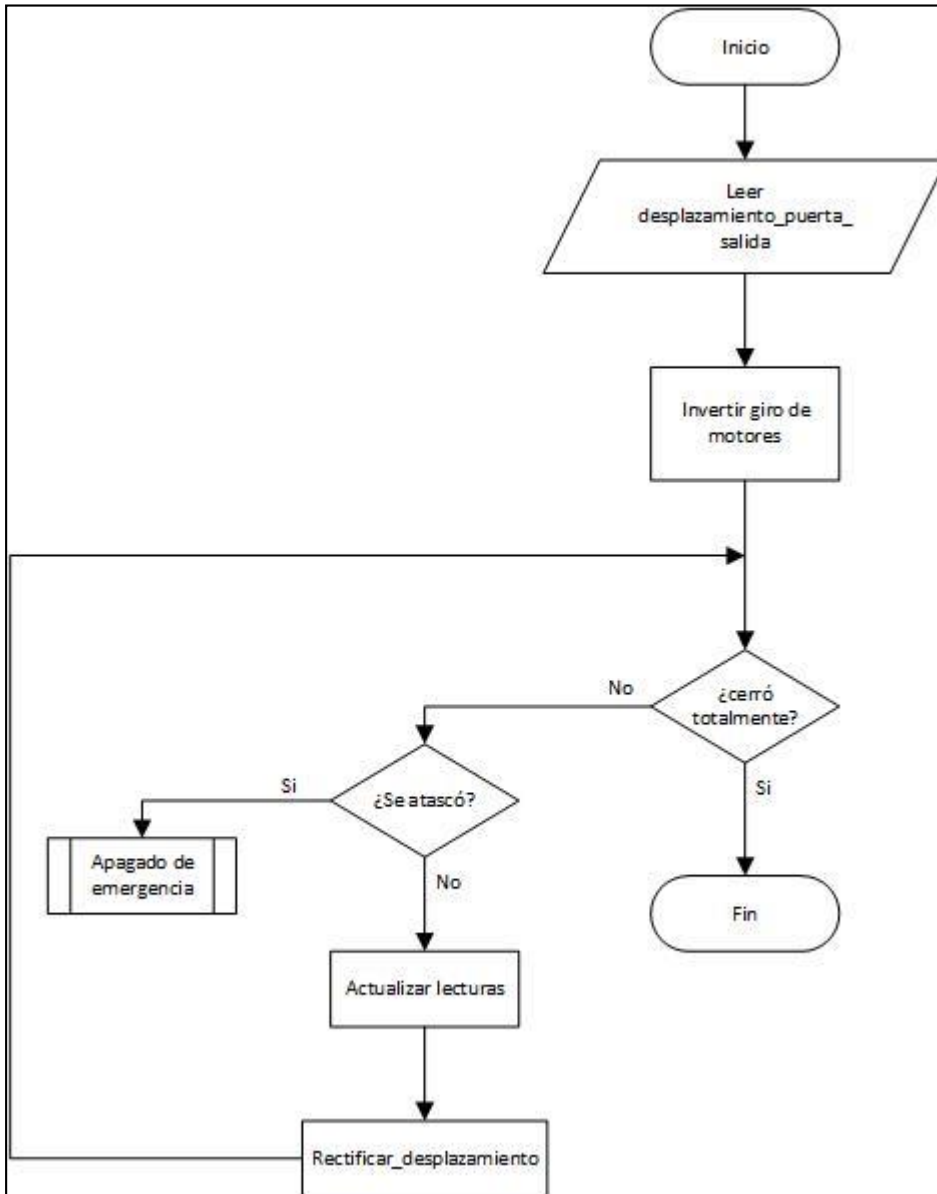 Inicio
Leer
desplazamiento_puerta_
salida
Invertir giro de
motores
¿cerró
totalmente?
No
Si
¿Se atascó?
Si
No
Apagado de
emergencia
Fin
Actualizar lecturas
Rectificar_desplazamiento